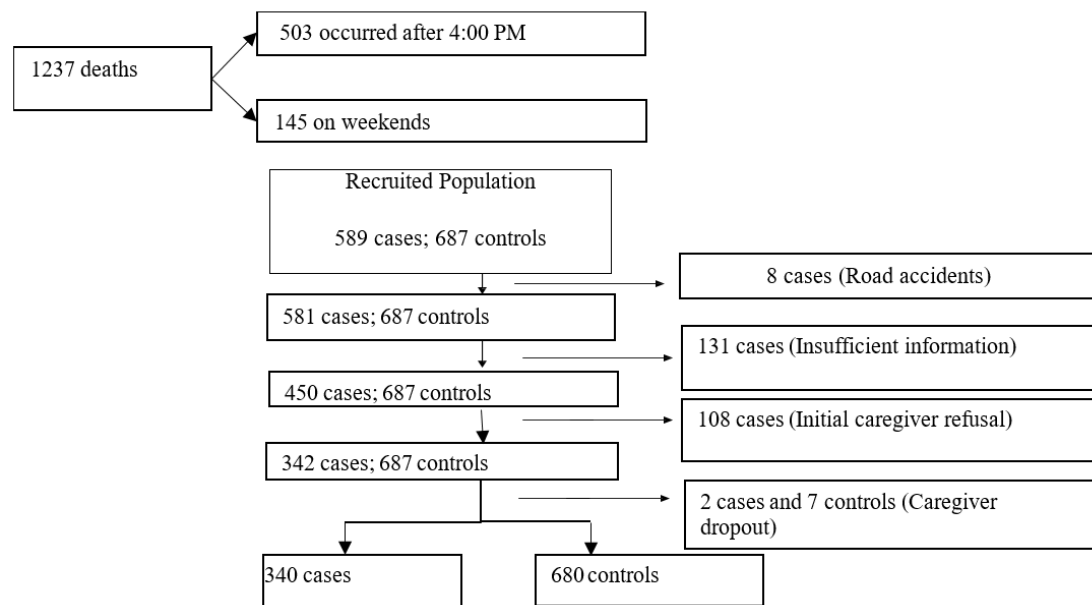 503 occurred after 4:00 PM
1237 deaths
145 on weekends
Recruited Population
589 cases; 687 controls
8 cases (Road accidents)
581 cases; 687 controls
131 cases (Insufficient information)
450 cases; 687 controls
108 cases (Initial caregiver refusal)
342 cases; 687 controls
2 cases and 7 controls (Caregiver
dropout)
340 cases
680 controls